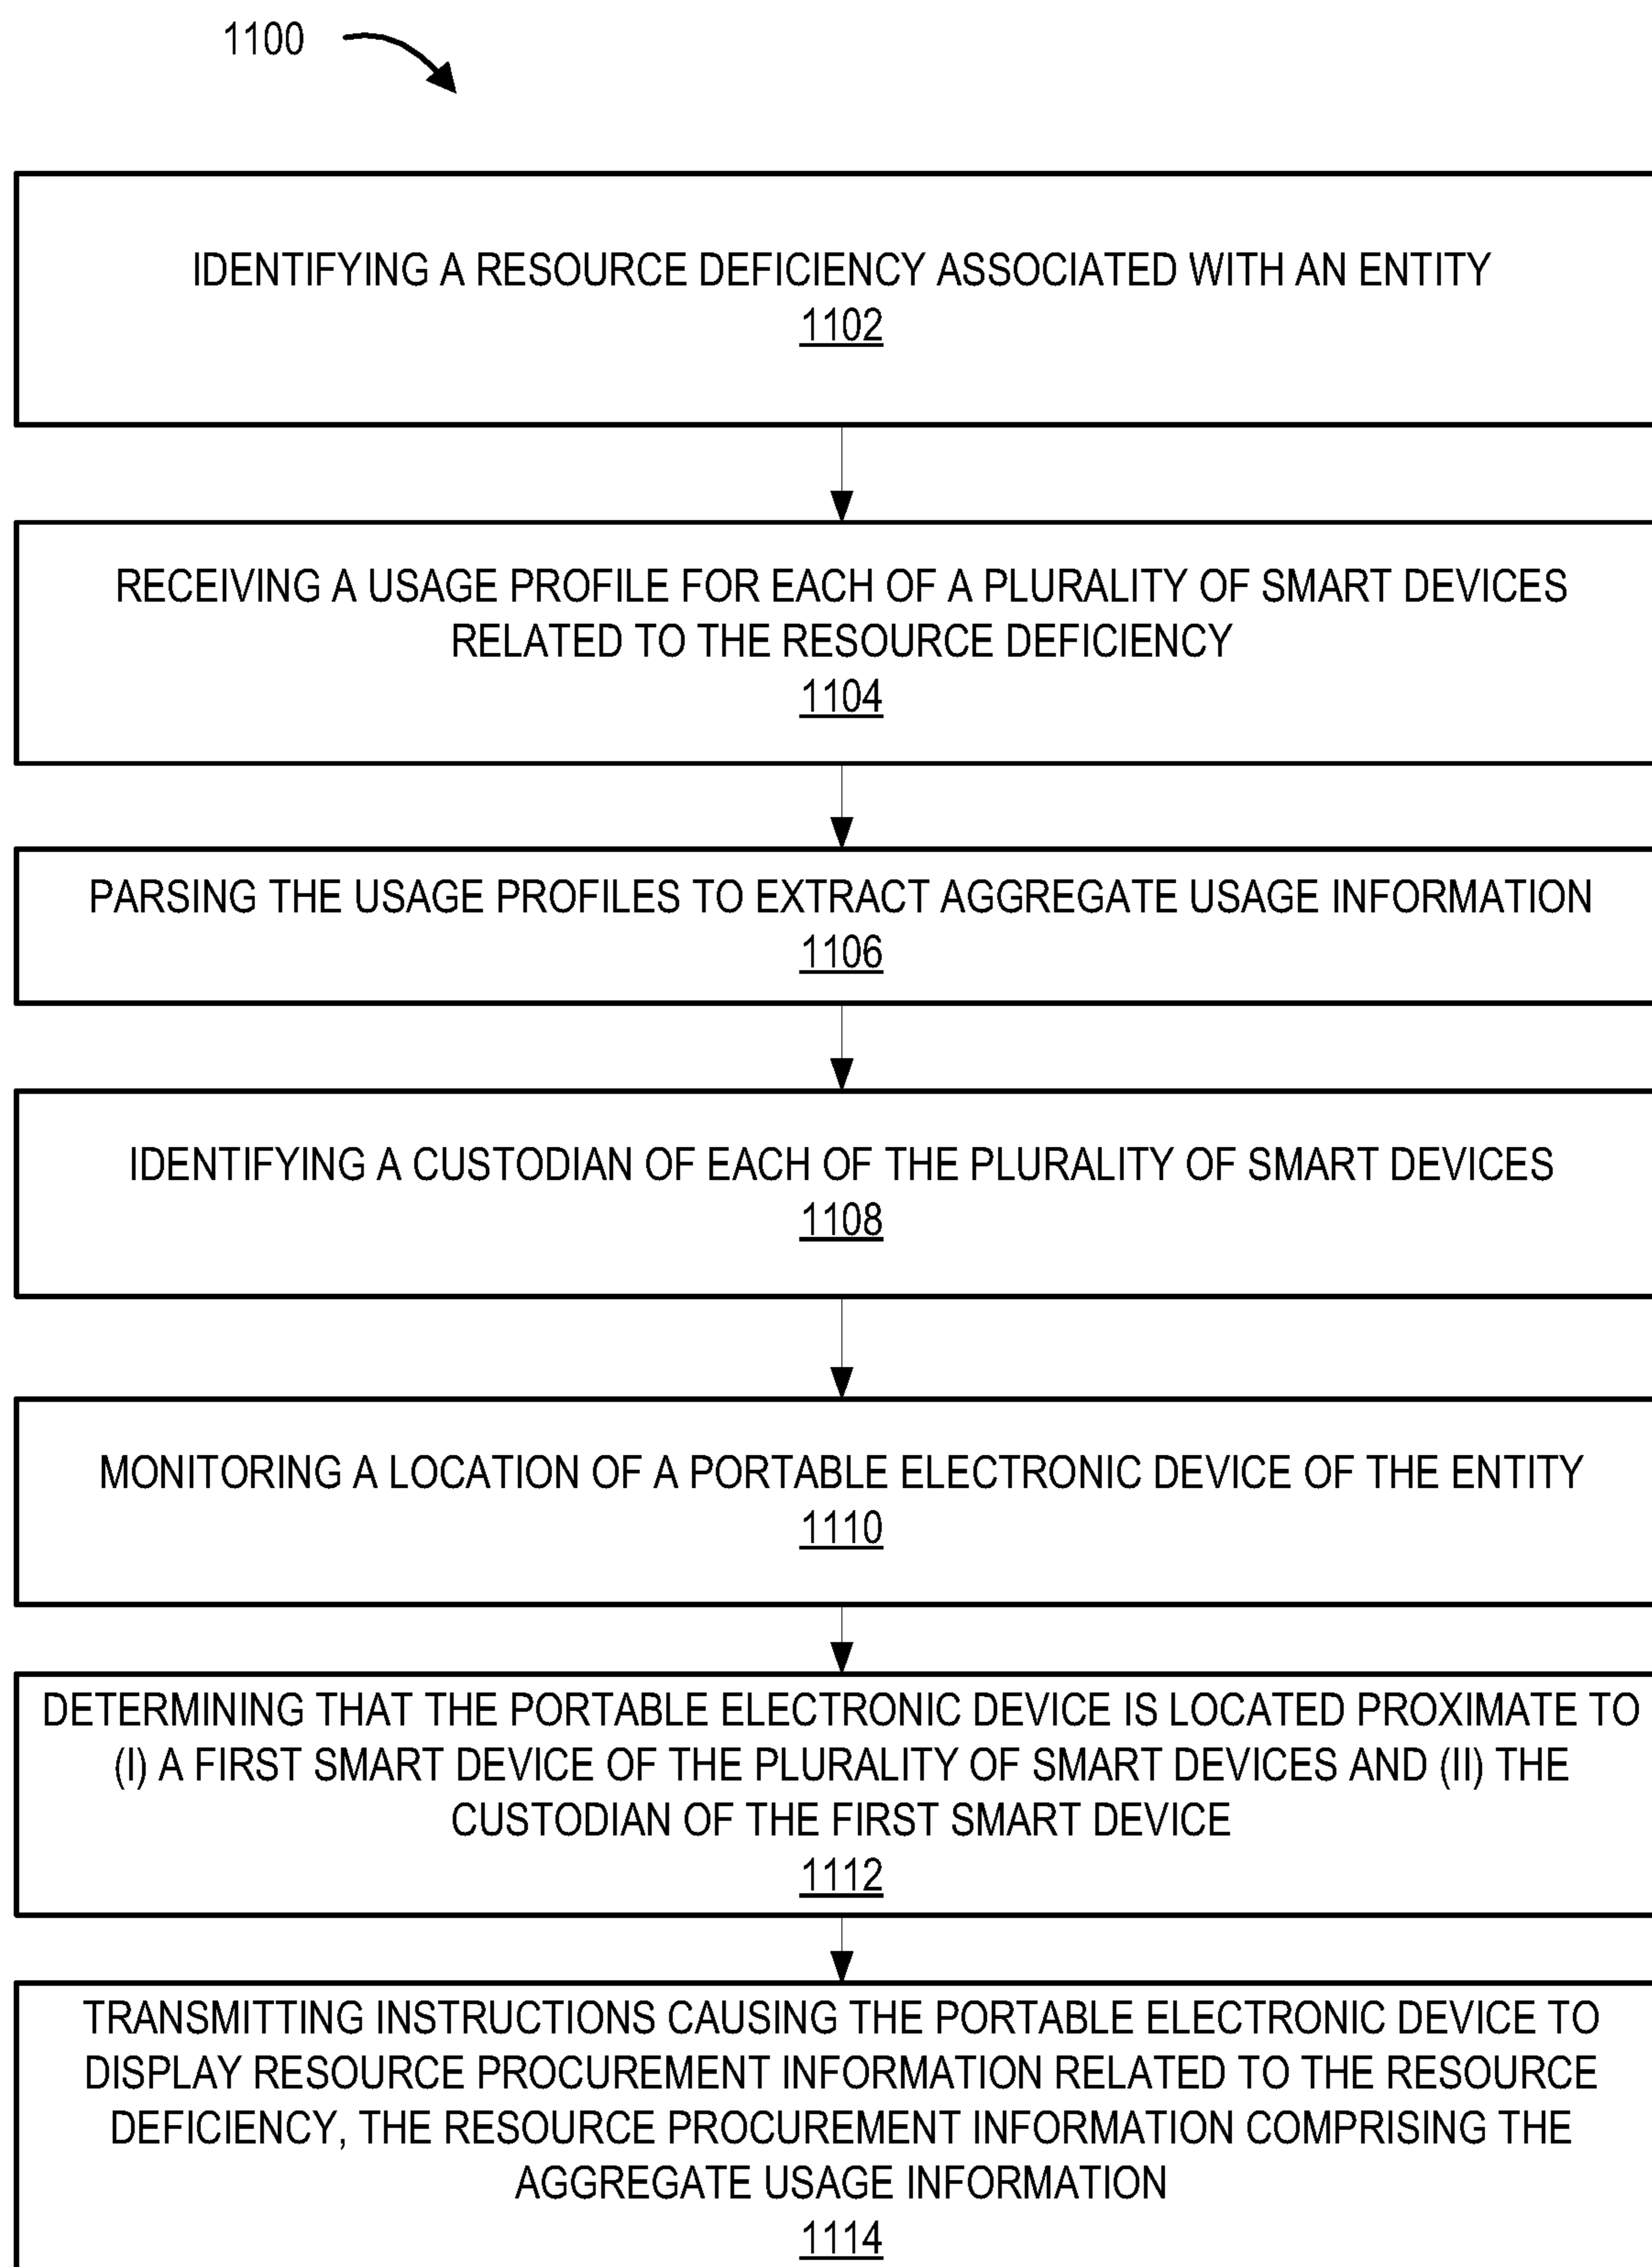 1100
IDENTIFYING A RESOURCE DEFICIENCY ASSOCIATED WITH AN ENTITY
1102
RECEIVING A USAGE PROFILE FOR EACH OF A PLURALITY OF SMART DEVICES
RELATED TO THE RESOURCE DEFICIENCY
1104
PARSING THE USAGE PROFILES TO EXTRACT AGGREGATE USAGE INFORMATION
1106
IDENTIFYING A CUSTODIAN OF EACH OF THE PLURALITY OF SMART DEVICES
1108
MONITORING A LOCATION OF A PORTABLE ELECTRONIC DEVICE OF THE ENTITY
1110
DETERMINING THAT THE PORTABLE ELECTRONIC DEVICE IS LOCATED PROXIMATE TO
(I) A FIRST SMART DEVICE OF THE PLURALITY OF SMART DEVICES AND (II) THE
CUSTODIAN OF THE FIRST SMART DEVICE
1112
TRANSMITTING INSTRUCTIONS CAUSING THE PORTABLE ELECTRONIC DEVICE TO
DISPLAY RESOURCE PROCUREMENT INFORMATION RELATED TO THE RESOURCE
DEFICIENCY, THE RESOURCE PROCUREMENT INFORMATION COMPRISING THE
AGGREGATE USAGE INFORMATION
1114